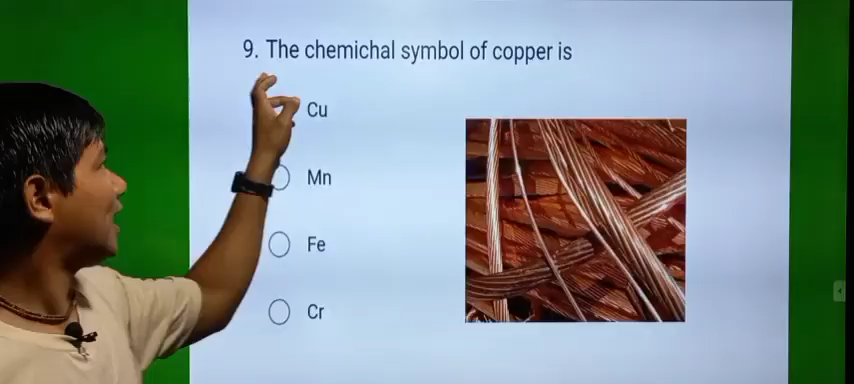 9. The chemichal symbol of copper is
Cu
Mn
Fe
Cr